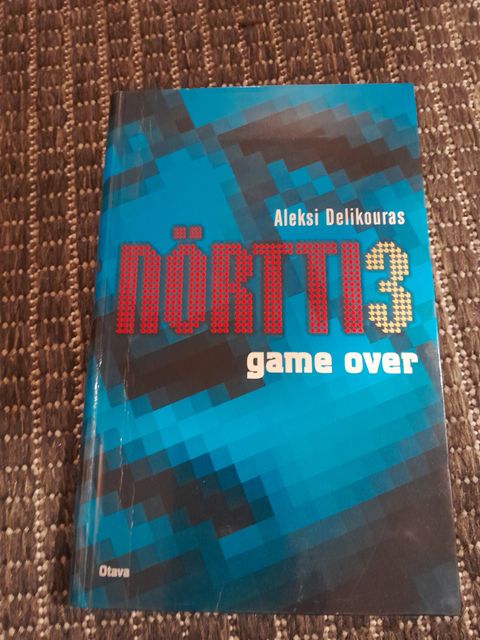 Aleksi Delikouras
NÖRTTI3
game over
Otava